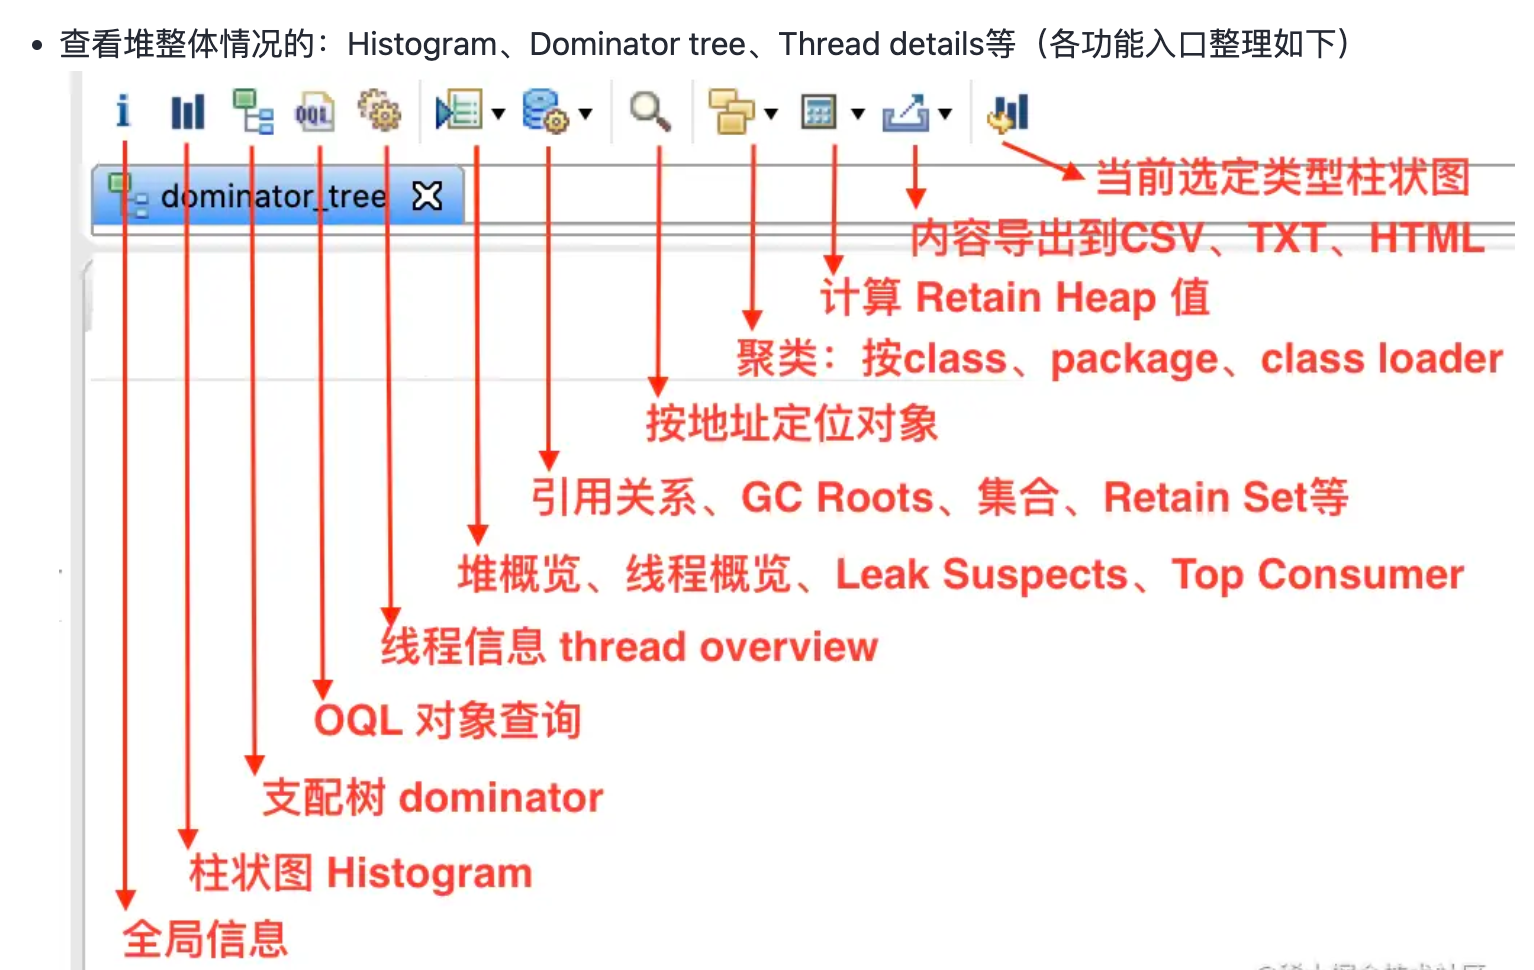 查看堆整体情况的：Histogram、Dominator tree、Thread details等（各功能入口整理如下）
i
OQL
dominator_tree
当前选定类型柱状图
内容导出到CSV、TXT、HTML
计算 Retain Heap 值
聚类：按class、package、class loader
按地址定位对象
引用关系、GC Roots、集合、Retain Set等
堆概览、线程概览、Leak Suspects、Top Consumer
线程信息 thread overview
OQL 对象查询
支配树 dominator
柱状图 Histogram
全局信息